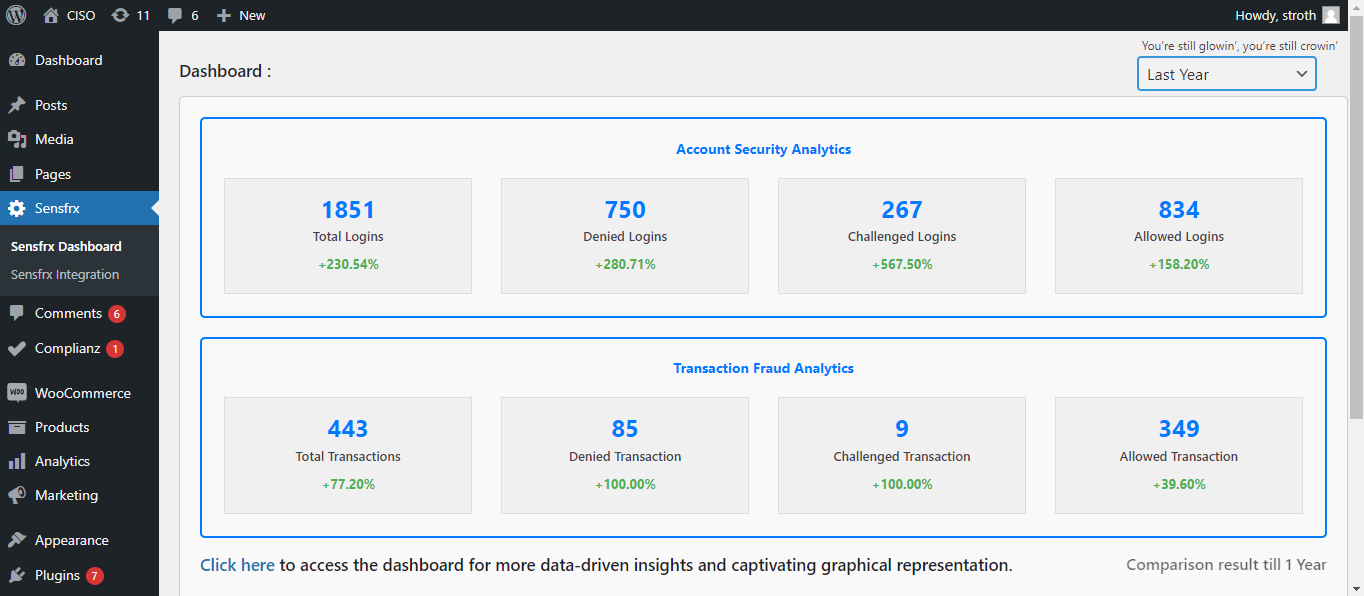 CISO 11 6 New
Howdy, stroth
Dashboard
Posts
Media
Pages
Sensfrx
Sensfrx Dashboard
Sensfrx Integration
Comments 6
Complianz 1
Woo WooCommerce
Products
Analytics
Marketing
Appearance
Plugins 7
You're still glowin', you're still crowin'
Dashboard :
Last Year
Account Security Analytics
1851
Total Logins
+230.54%
750
Denied Logins
+280.71%
267
Challenged Logins
+567.50%
834
Allowed Logins
+158.20%
Transaction Fraud Analytics
443
Total Transactions
+77.20%
85
Denied Transaction
+100.00%
9
Challenged Transaction
+100.00%
349
Allowed Transaction
+39.60%
Click here to access the dashboard for more data-driven insights and captivating graphical representation.
Comparison result till 1 Year